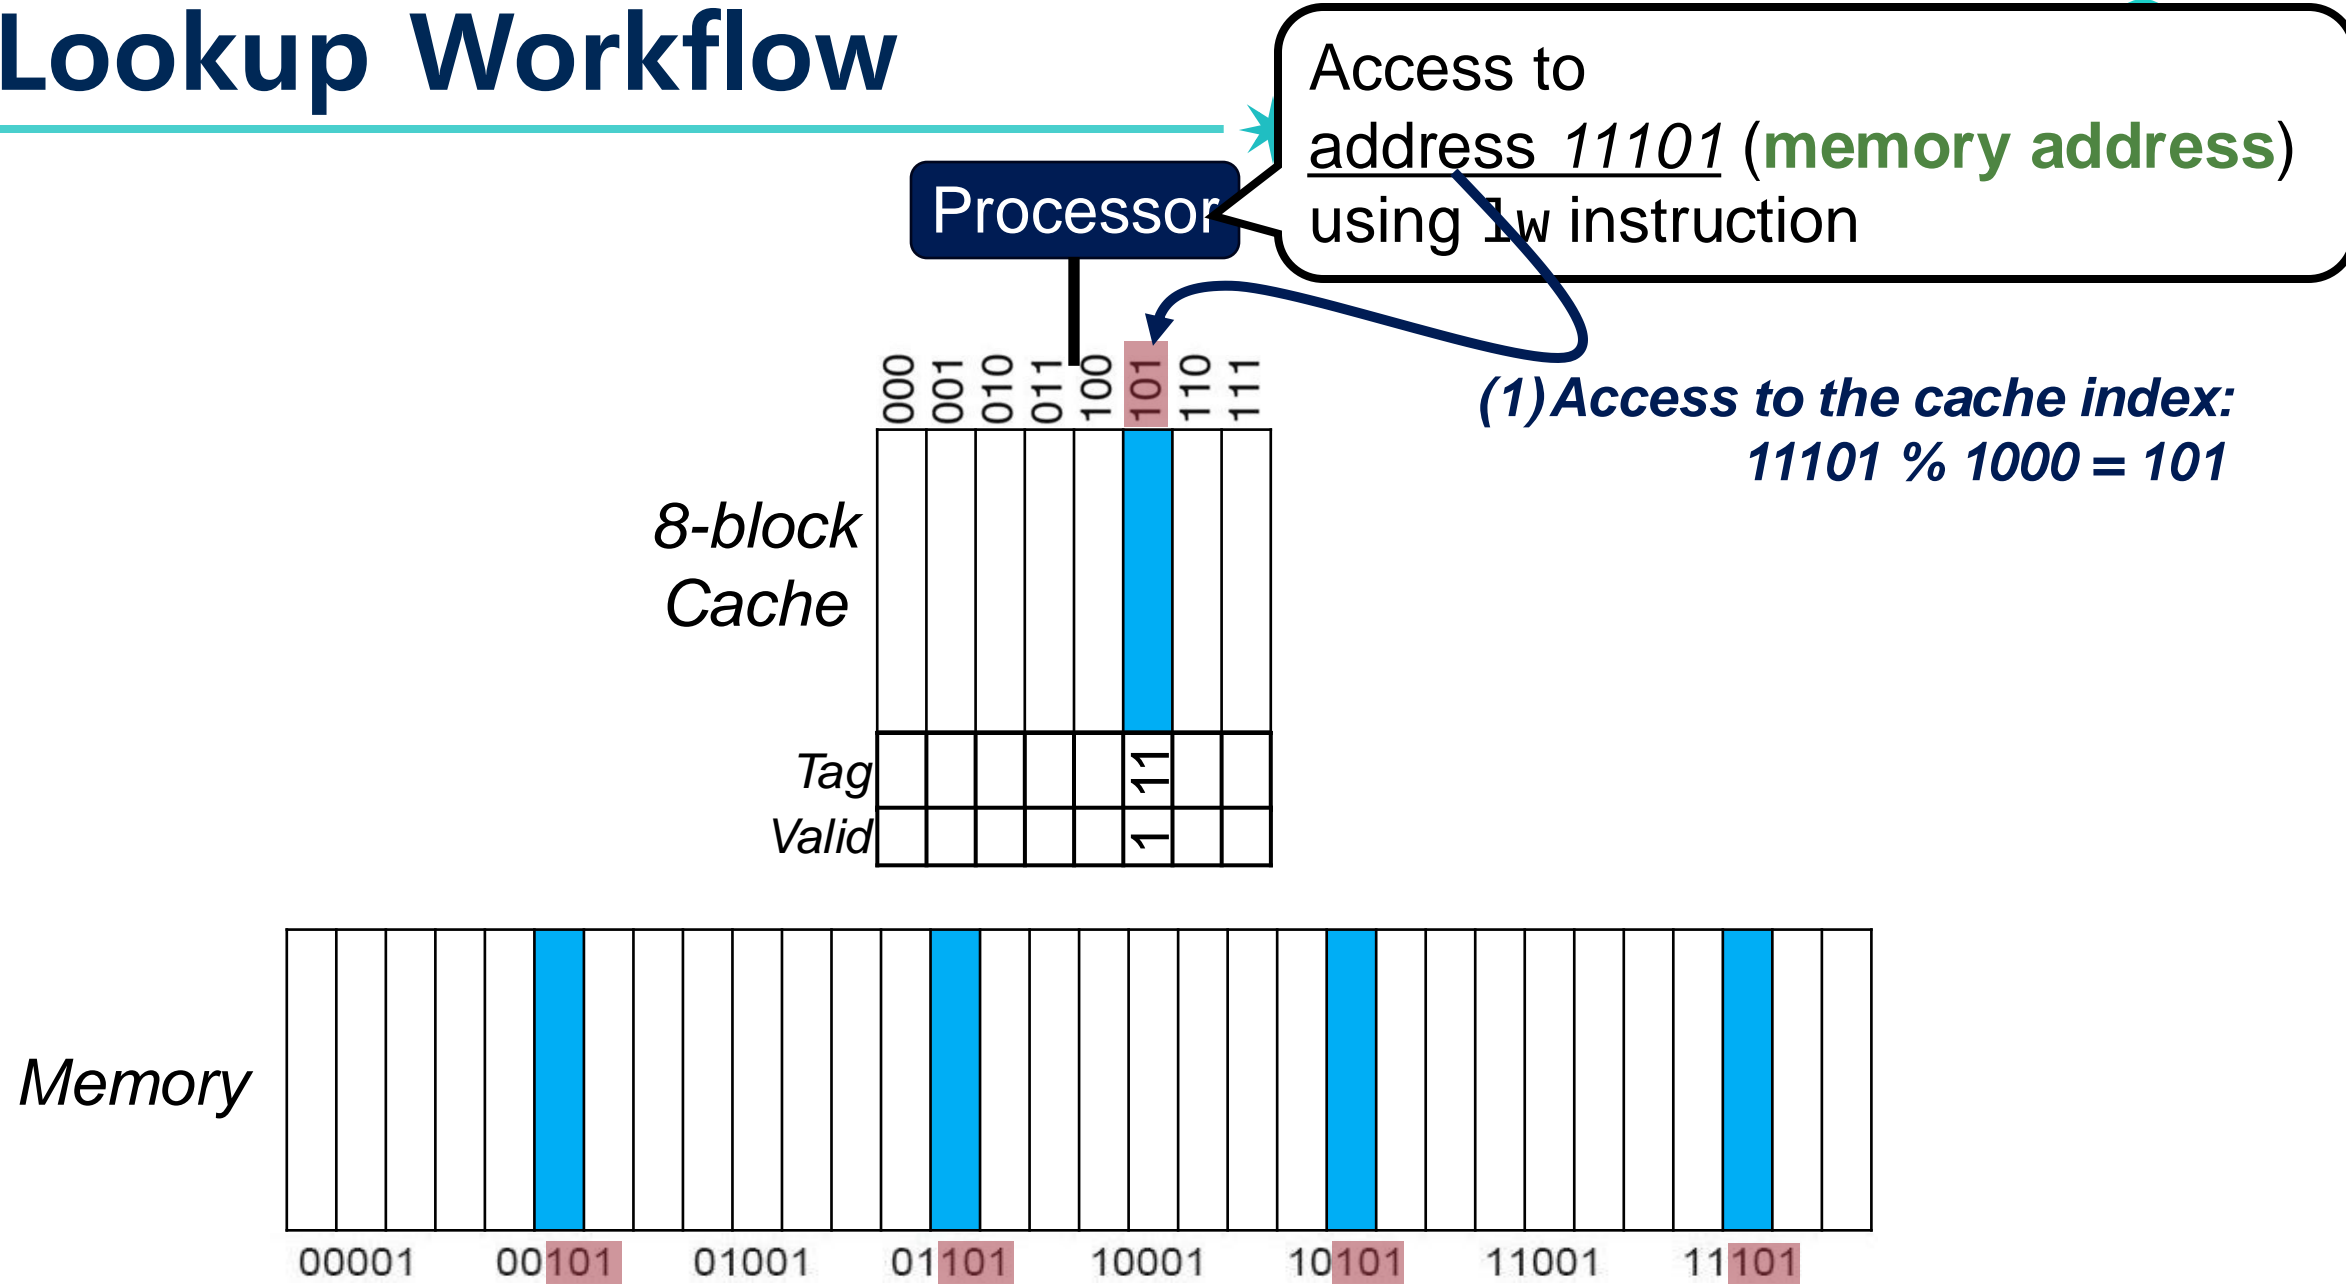 Lookup Workflow
Access to
address 11101 (memory address)
using lw instruction
Processor
000 001 010 011 100 101 110 111
(1) Access to the cache index:
11101 % 1000 = 101
8-block
Cache
Tag 11
Valid 1
Memory
00001 00101 01001 01101 10001 10101 11001 11101